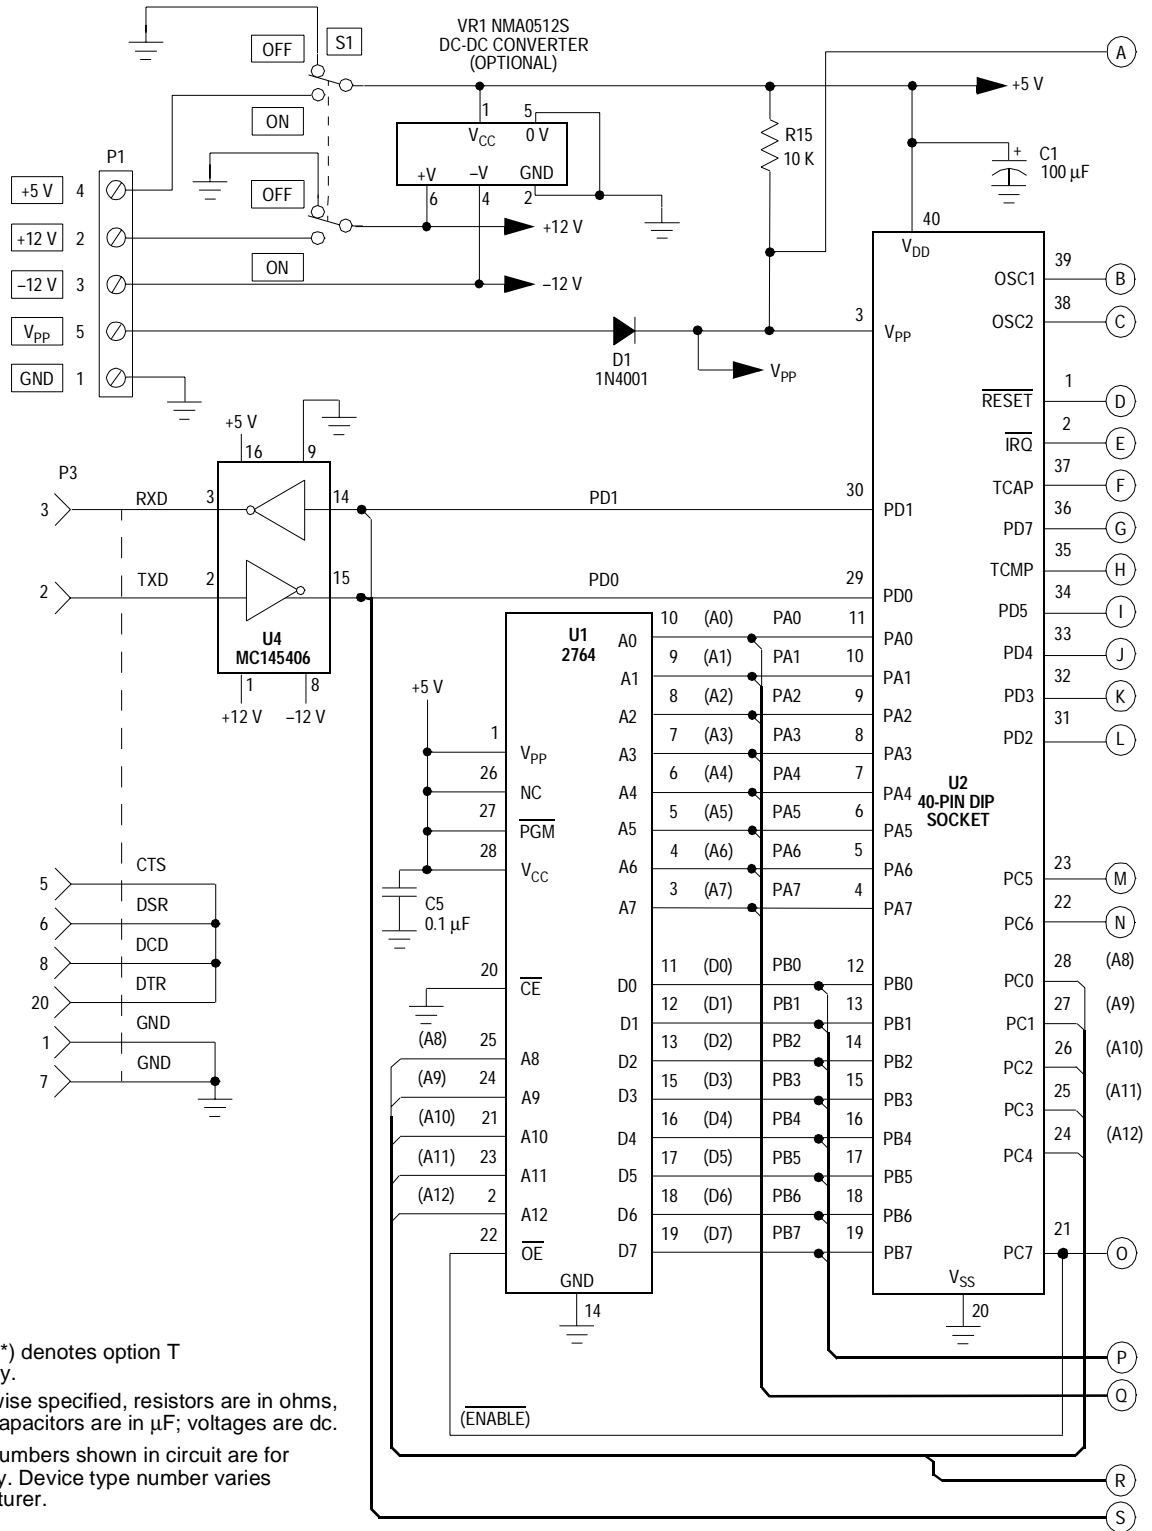 VR1 NMA0512S
DC-DC CONVERTER
(OPTIONAL)
OFF S1
ON
A
+5 V
1 5
VCC 0 V
+V –V GND
6 4 2
R15
10 K
+ C1
100 µF
P1
+5 V 4
+12 V 2
–12 V 3
VPP 5
GND 1
OFF
ON
+12 V
–12 V
D1
1N4001
VPP
40
VDD
3 VPP
OSC1 39 B
OSC2 38 C
RESET 1 D
IRQ 2 E
TCAP 37 F
PD7 36 G
TCMP 35 H
PD5 34 I
PD4 33 J
PD3 32 K
PD2 31 L
+5 V
16 9
P3
3 RXD 3 14 PD1 30 PD1
2 TXD 2 15 PD0 29 PD0
U4
MC145406
1 8
+12 V –12 V
U1
2764
A0 10 (A0) PA0 11 PA0
A1 9 (A1) PA1 10 PA1
A2 8 (A2) PA2 9 PA2
A3 7 (A3) PA3 8 PA3
A4 6 (A4) PA4 7 PA4
A5 5 (A5) PA5 6 PA5
A6 4 (A6) PA6 5 PA6
A7 3 (A7) PA7 4 PA7
+5 V
1 VPP
26 NC
27 PGM
28 VCC
C5
0.1 µF
U2
40-PIN DIP
SOCKET
5 CTS
6 DSR
8 DCD
20 DTR
1 GND
7 GND
PC5 23 M
PC6 22 N
PC0 28 (A8)
PC1 27 (A9)
PC2 26 (A10)
PC3 25 (A11)
PC4 24 (A12)
PC7 21 O
20 CE
(A8) 25 A8
(A9) 24 A9
(A10) 21 A10
(A11) 23 A11
(A12) 2 A12
22 OE
D0 11 (D0) PB0 12 PB0
D1 12 (D1) PB1 13 PB1
D2 13 (D2) PB2 14 PB2
D3 15 (D3) PB3 15 PB3
D4 16 (D4) PB4 16 PB4
D5 17 (D5) PB5 17 PB5
D6 18 (D6) PB6 18 PB6
D7 19 (D7) PB7 19 PB7
GND
14
VSS
20
P
Q
(ENABLE)
R
S
*) denotes option T
y.
vise specified, resistors are in ohms,
apacitors are in µF; voltages are dc.
umbers shown in circuit are for
y. Device type number varies
turer.